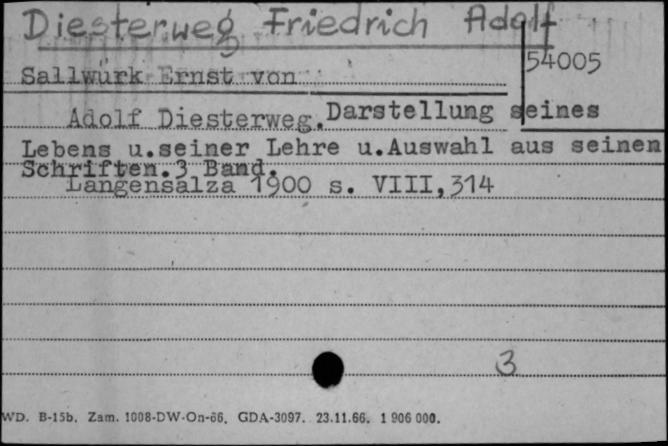 Diesterweg Friedrich Adolf
54005
Sallwürk Ernst von
Adolf Diesterweg. Darstellung seines
Lebens u.seiner Lehre u.Auswahl aus seinen
Schriften.3 Band.
Langensalza 1900 s. VIII,314
3
WD. B-15b. Zam. 1008-DW-On-66. GDA-3097. 23.11.66. 1 906 000.